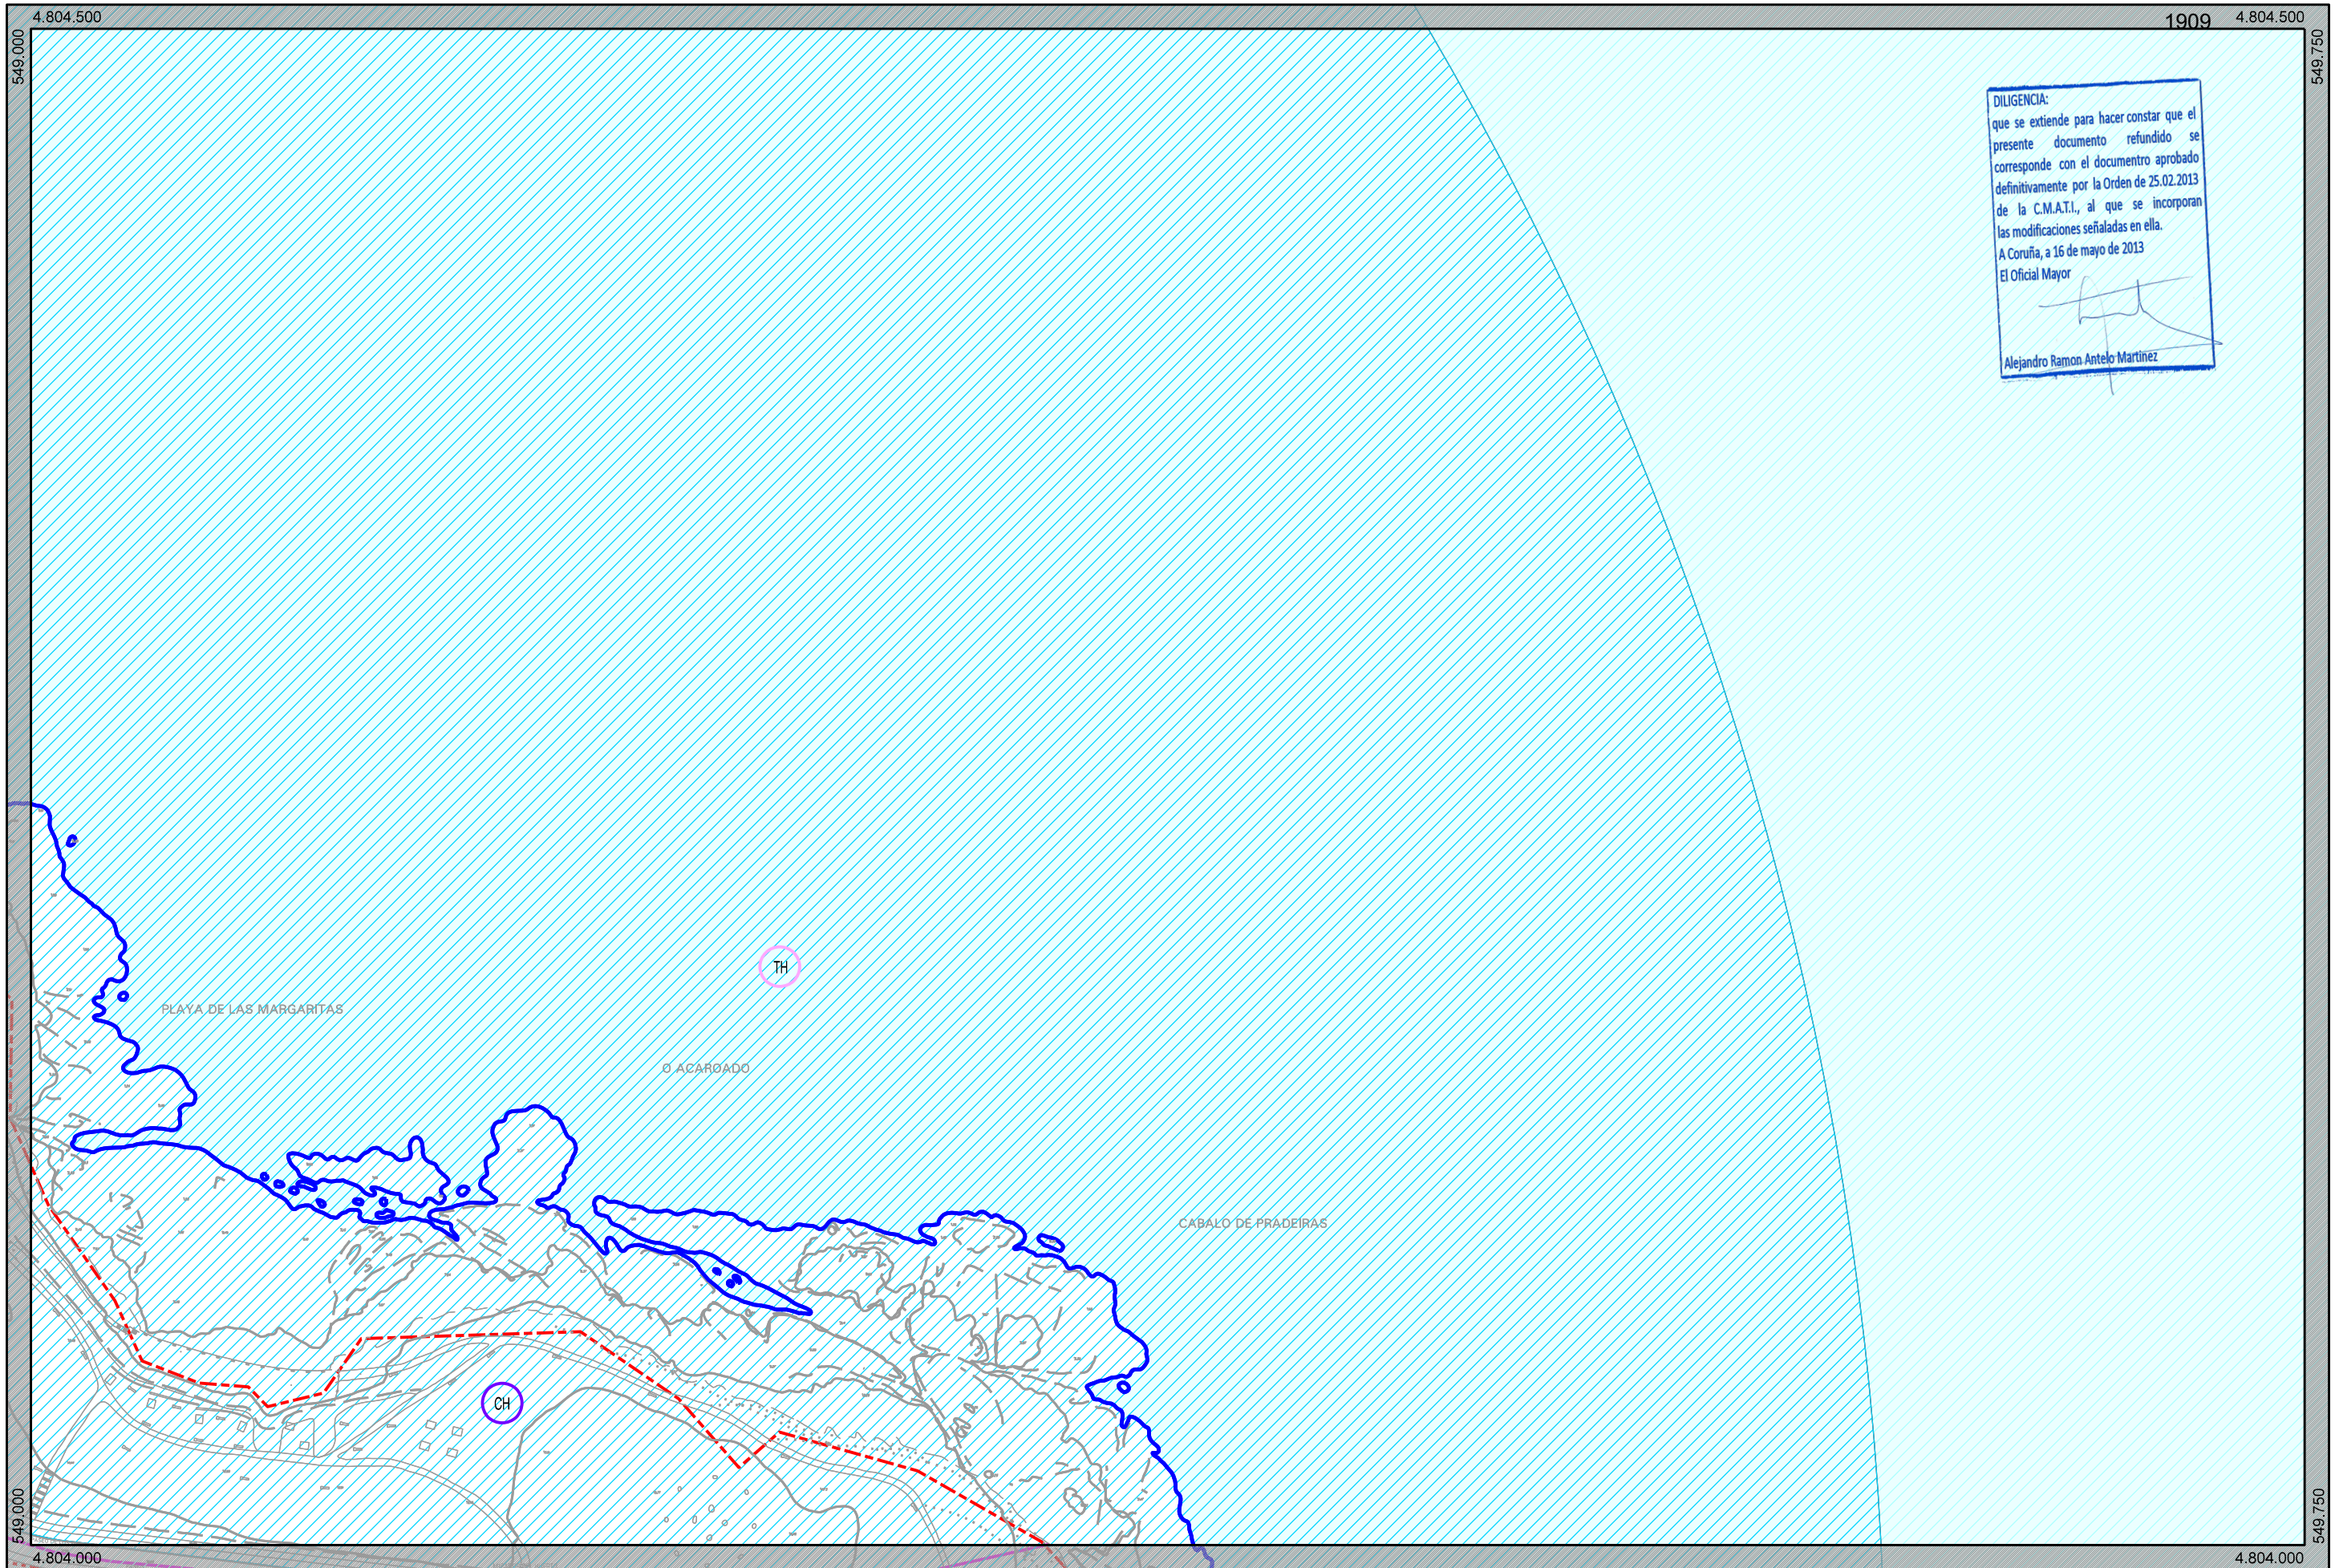 4.804.500
1909
4.804.500
549.000
549.750
DILIGENCIA:
que se extiende para hacer constar que el
presente documento refundido se
corresponde con el documentro aprobado
definitivamente por la Orden de 25.02.2013
de la C.M.A.T.I., al que se incorporan
las modificaciones señaladas en ella.
A Coruña, a 16 de mayo de 2013
El Oficial Mayor
Alejandro Ramon Antelo Martinez
TH
PLAYA DE LAS MARGARITAS
O ACAROADO
CABALO DE PRADEIRAS
CH
549.000
549.750
4.804.000
4.804.000